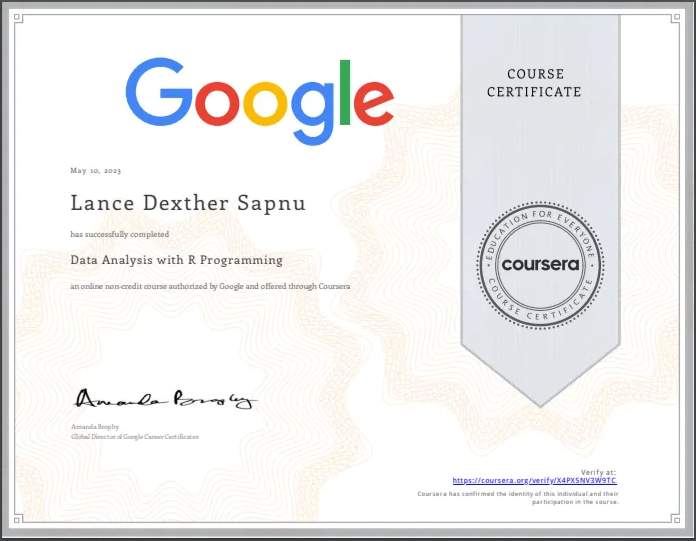 Google
COURSE
CERTIFICATE
May 10, 2023
Lance Dexther Sapnu
has successfully completed
Data Analysis with R Programming
an online non-credit course authorized by Google and offered through Coursera
EDUCATION FOR EVERYONE
coursera
COURSE CERTIFICATE
Amanda Brophy
Amanda Brophy
Global Director of Google Career Certificates
Verify at:
https://coursera.org/verify/X4PX5NV3W9TC
Coursera has confirmed the identity of this individual and their
participation in the course.